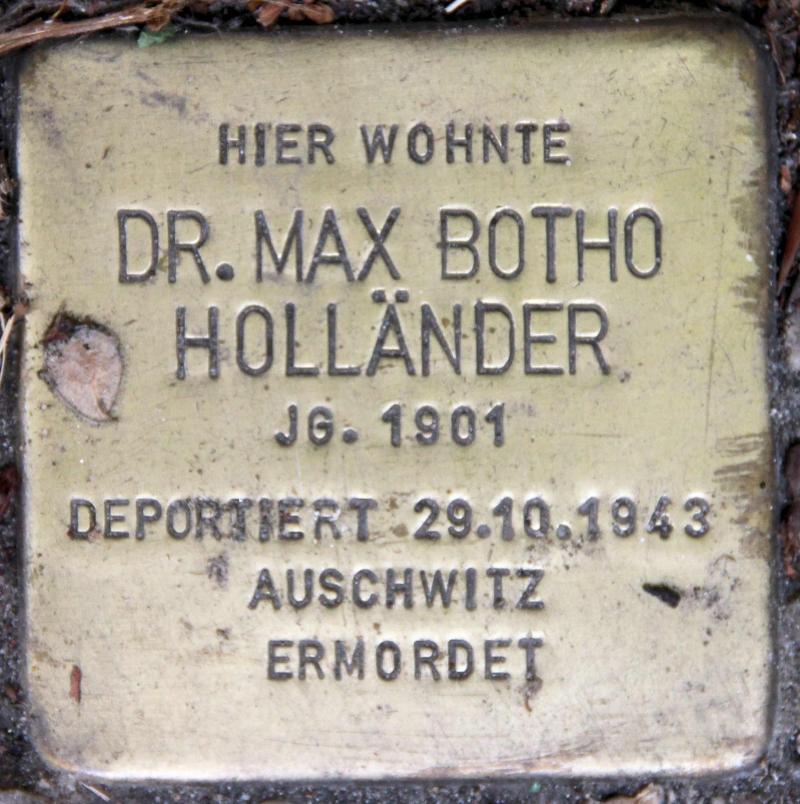 HIER WOHNTE
DR. MAX BOTHO
HOLLÄNDER
JG. 1901
DEPORTIERT 29.10.1943
AUSCHWITZ
ERMORDET